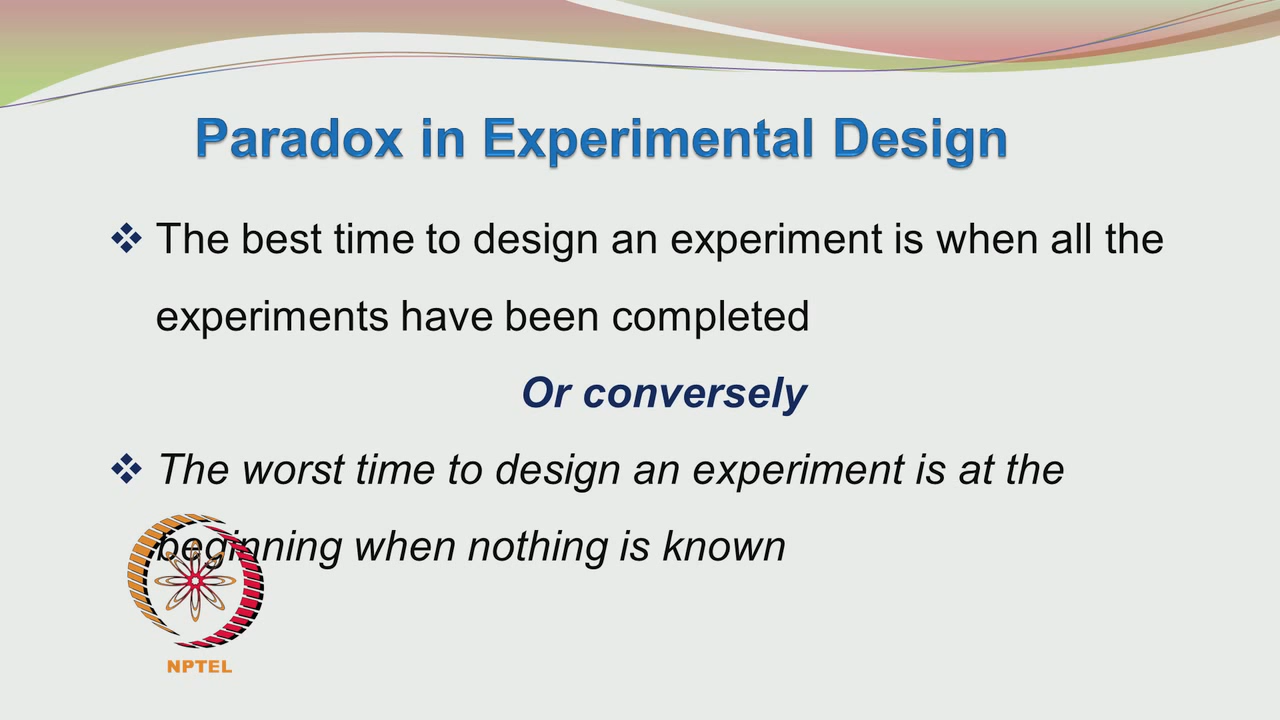 Paradox in Experimental Design
The best time to design an experiment is when all the
experiments have been completed
Or conversely
The worst time to design an experiment is at the
beginning when nothing is known
NPTEL